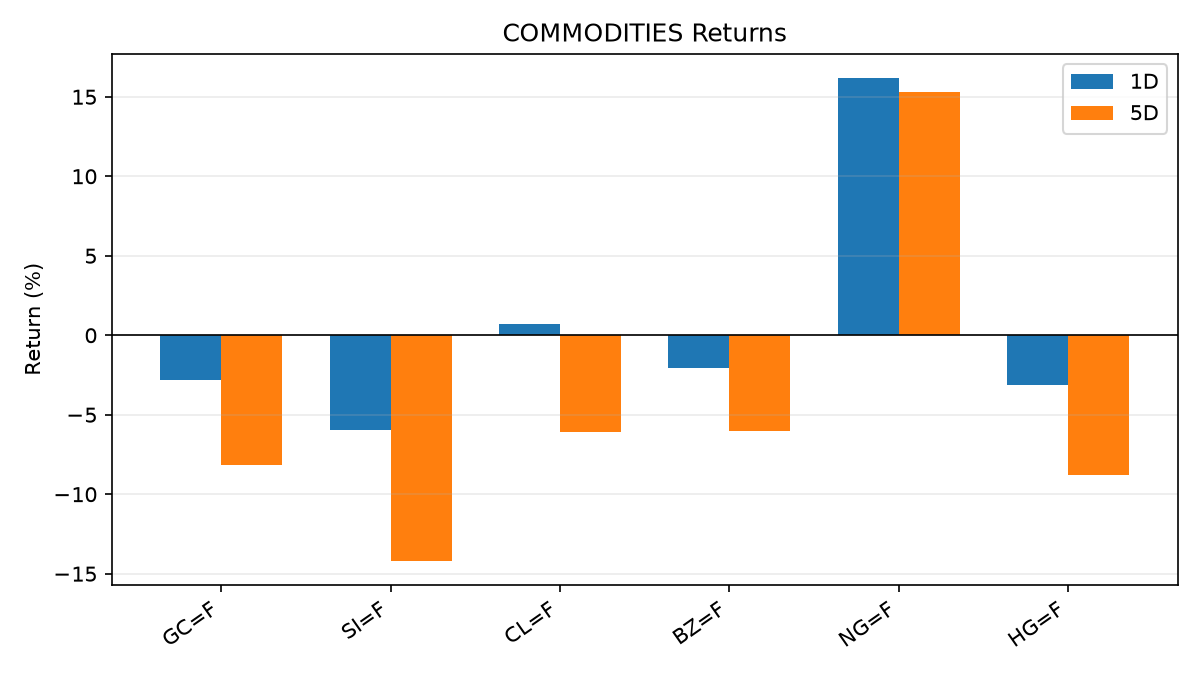 COMMODITIES Returns
1D
5D
Return (%)
15
10
5
0
−5
−10
−15
GC=F
SI=F
CL=F
BZ=F
NG=F
HG=F